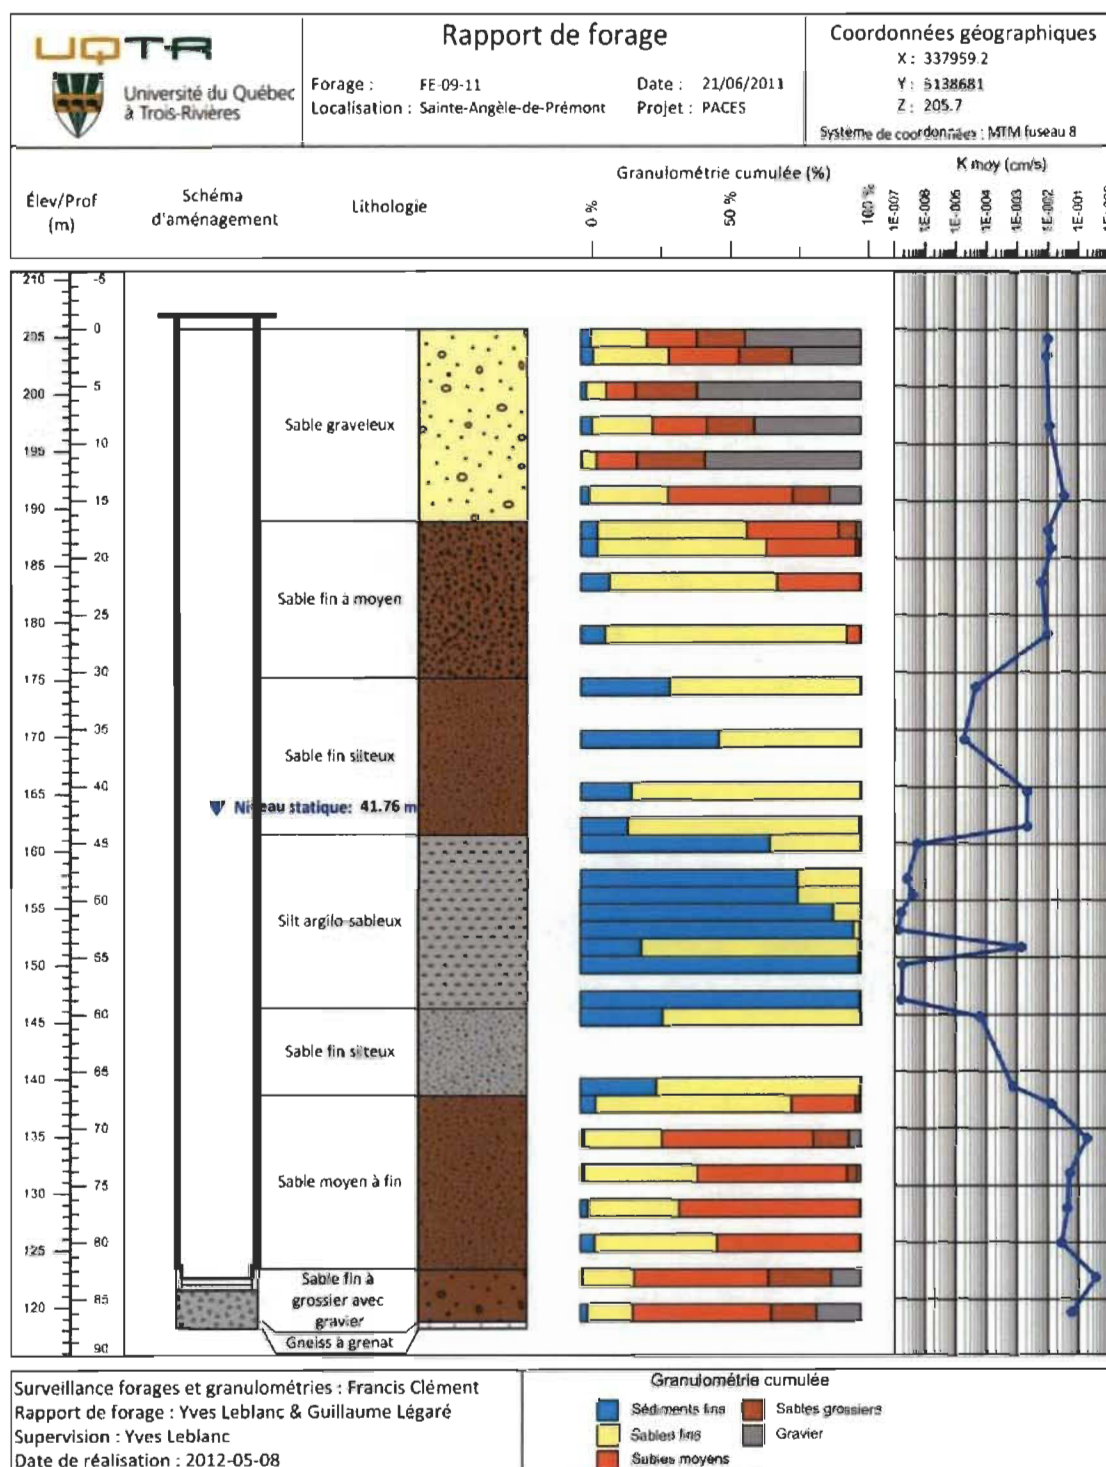 UQTR
Université du Québec
à Trois-Rivières
Rapport de forage
Forage : FE-09-11 Date : 21/06/2011
Localisation : Sainte-Angèle-de-Prémont Projet : PACES
Coordonnées géographiques
X : 337959.2
Y : 5138681
Z : 205.7
Système de coordonnées : MTM fuseau 8
Élev/Prof
(m)
Schéma
d'aménagement
Lithologie
Granulométrie cumulée (%)
0 % 50 % 100 %
K moy (cm/s)
1E-007 1E-006 1E-005 1E-004 1E-003 1E-002 1E-001
210 -5
205 0
200 5
195 10
190 15
185 20
180 25
175 30
170 35
165 40
160 45
155 50
150 55
145 60
140 65
135 70
130 75
125 80
120 85
90
Sable graveleux
Sable fin à moyen
Sable fin silteux
Niveau statique: 41.76 m
Silt argilo-sableux
Sable fin silteux
Sable moyen à fin
Sable fin à
grossier avec
gravier
Gneiss à grenat
Surveillance forages et granulométries : Francis Clément
Rapport de forage : Yves Leblanc & Guillaume Légaré
Supervision : Yves Leblanc
Date de réalisation : 2012-05-08
Granulométrie cumulée
Sédiments fins Sables grossiers
Sables fins Gravier
Sables moyens